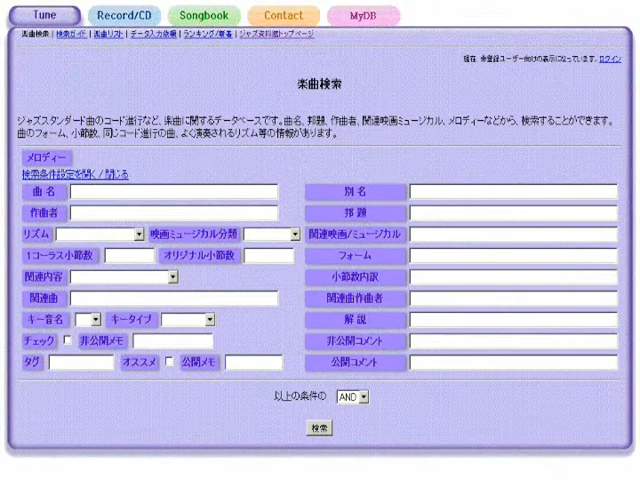 Tune Record/CD Songbook Contact MyDB
楽曲検索 | 検索ガイド | 楽曲リスト | データ入力依頼 | ランキング/新着 | ジャズ資料館トップページ
現在 未登録ユーザー向けの表示になっています. ログイン
楽曲検索
ジャズスタンダード曲のコード進行など、楽曲に関するデータベースです。曲名、邦題、作曲者、関連映画ミュージカル、メロディーなどから、検索することができます。
曲のフォーム、小節数、同じコード進行の曲、よく演奏されるリズム等の情報があります。
メロディー
検索条件設定を開く / 閉じる
曲 名 別 名
作曲者 邦 題
リズム 映画ミュージカル分類 関連映画/ミュージカル
1コーラス小節数 オリジナル小節数 フォーム
関連内容 小節数内訳
関連曲 関連曲作曲者
キー音名 キータイプ 解 説
チェック 非公開メモ 非公開コメント
タグ オススメ 公開メモ 公開コメント
以上の条件の AND
検索